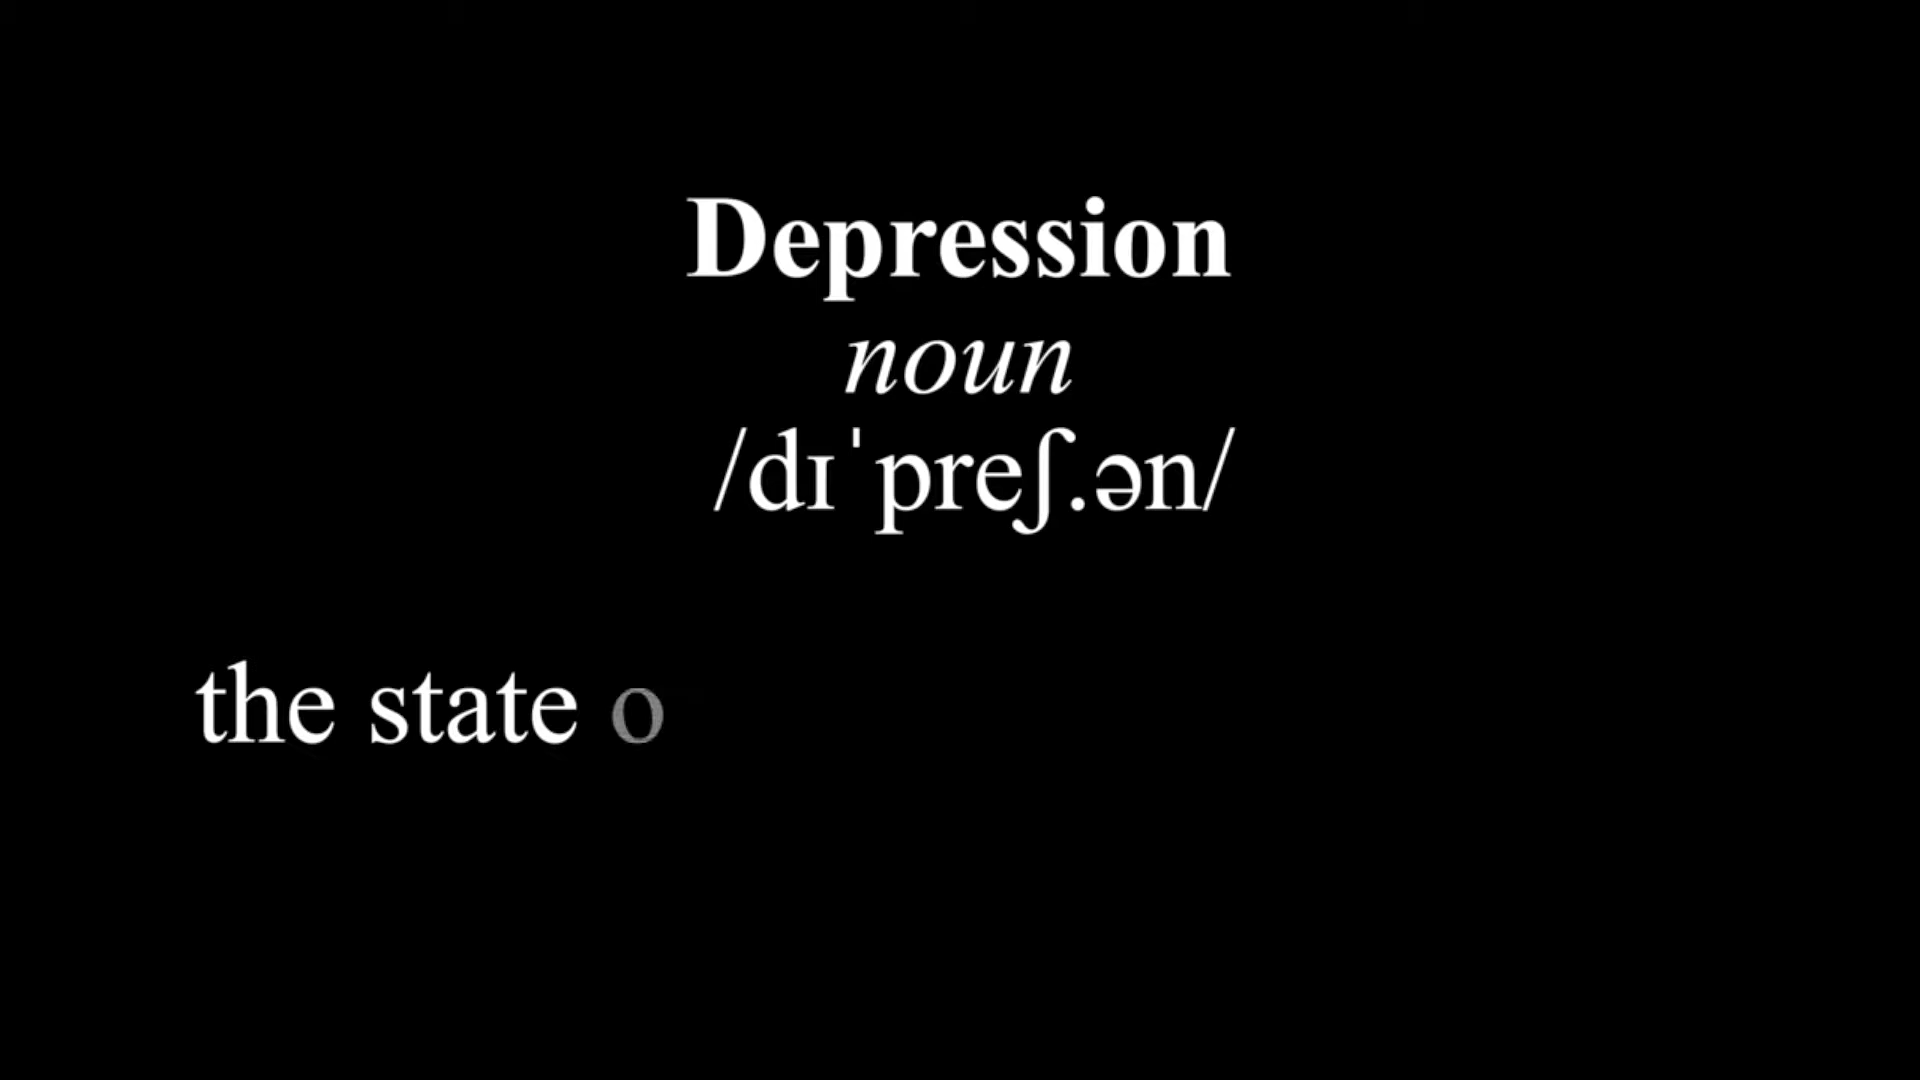 Depression
noun
/dɪˈpreʃ.ən/
the state o